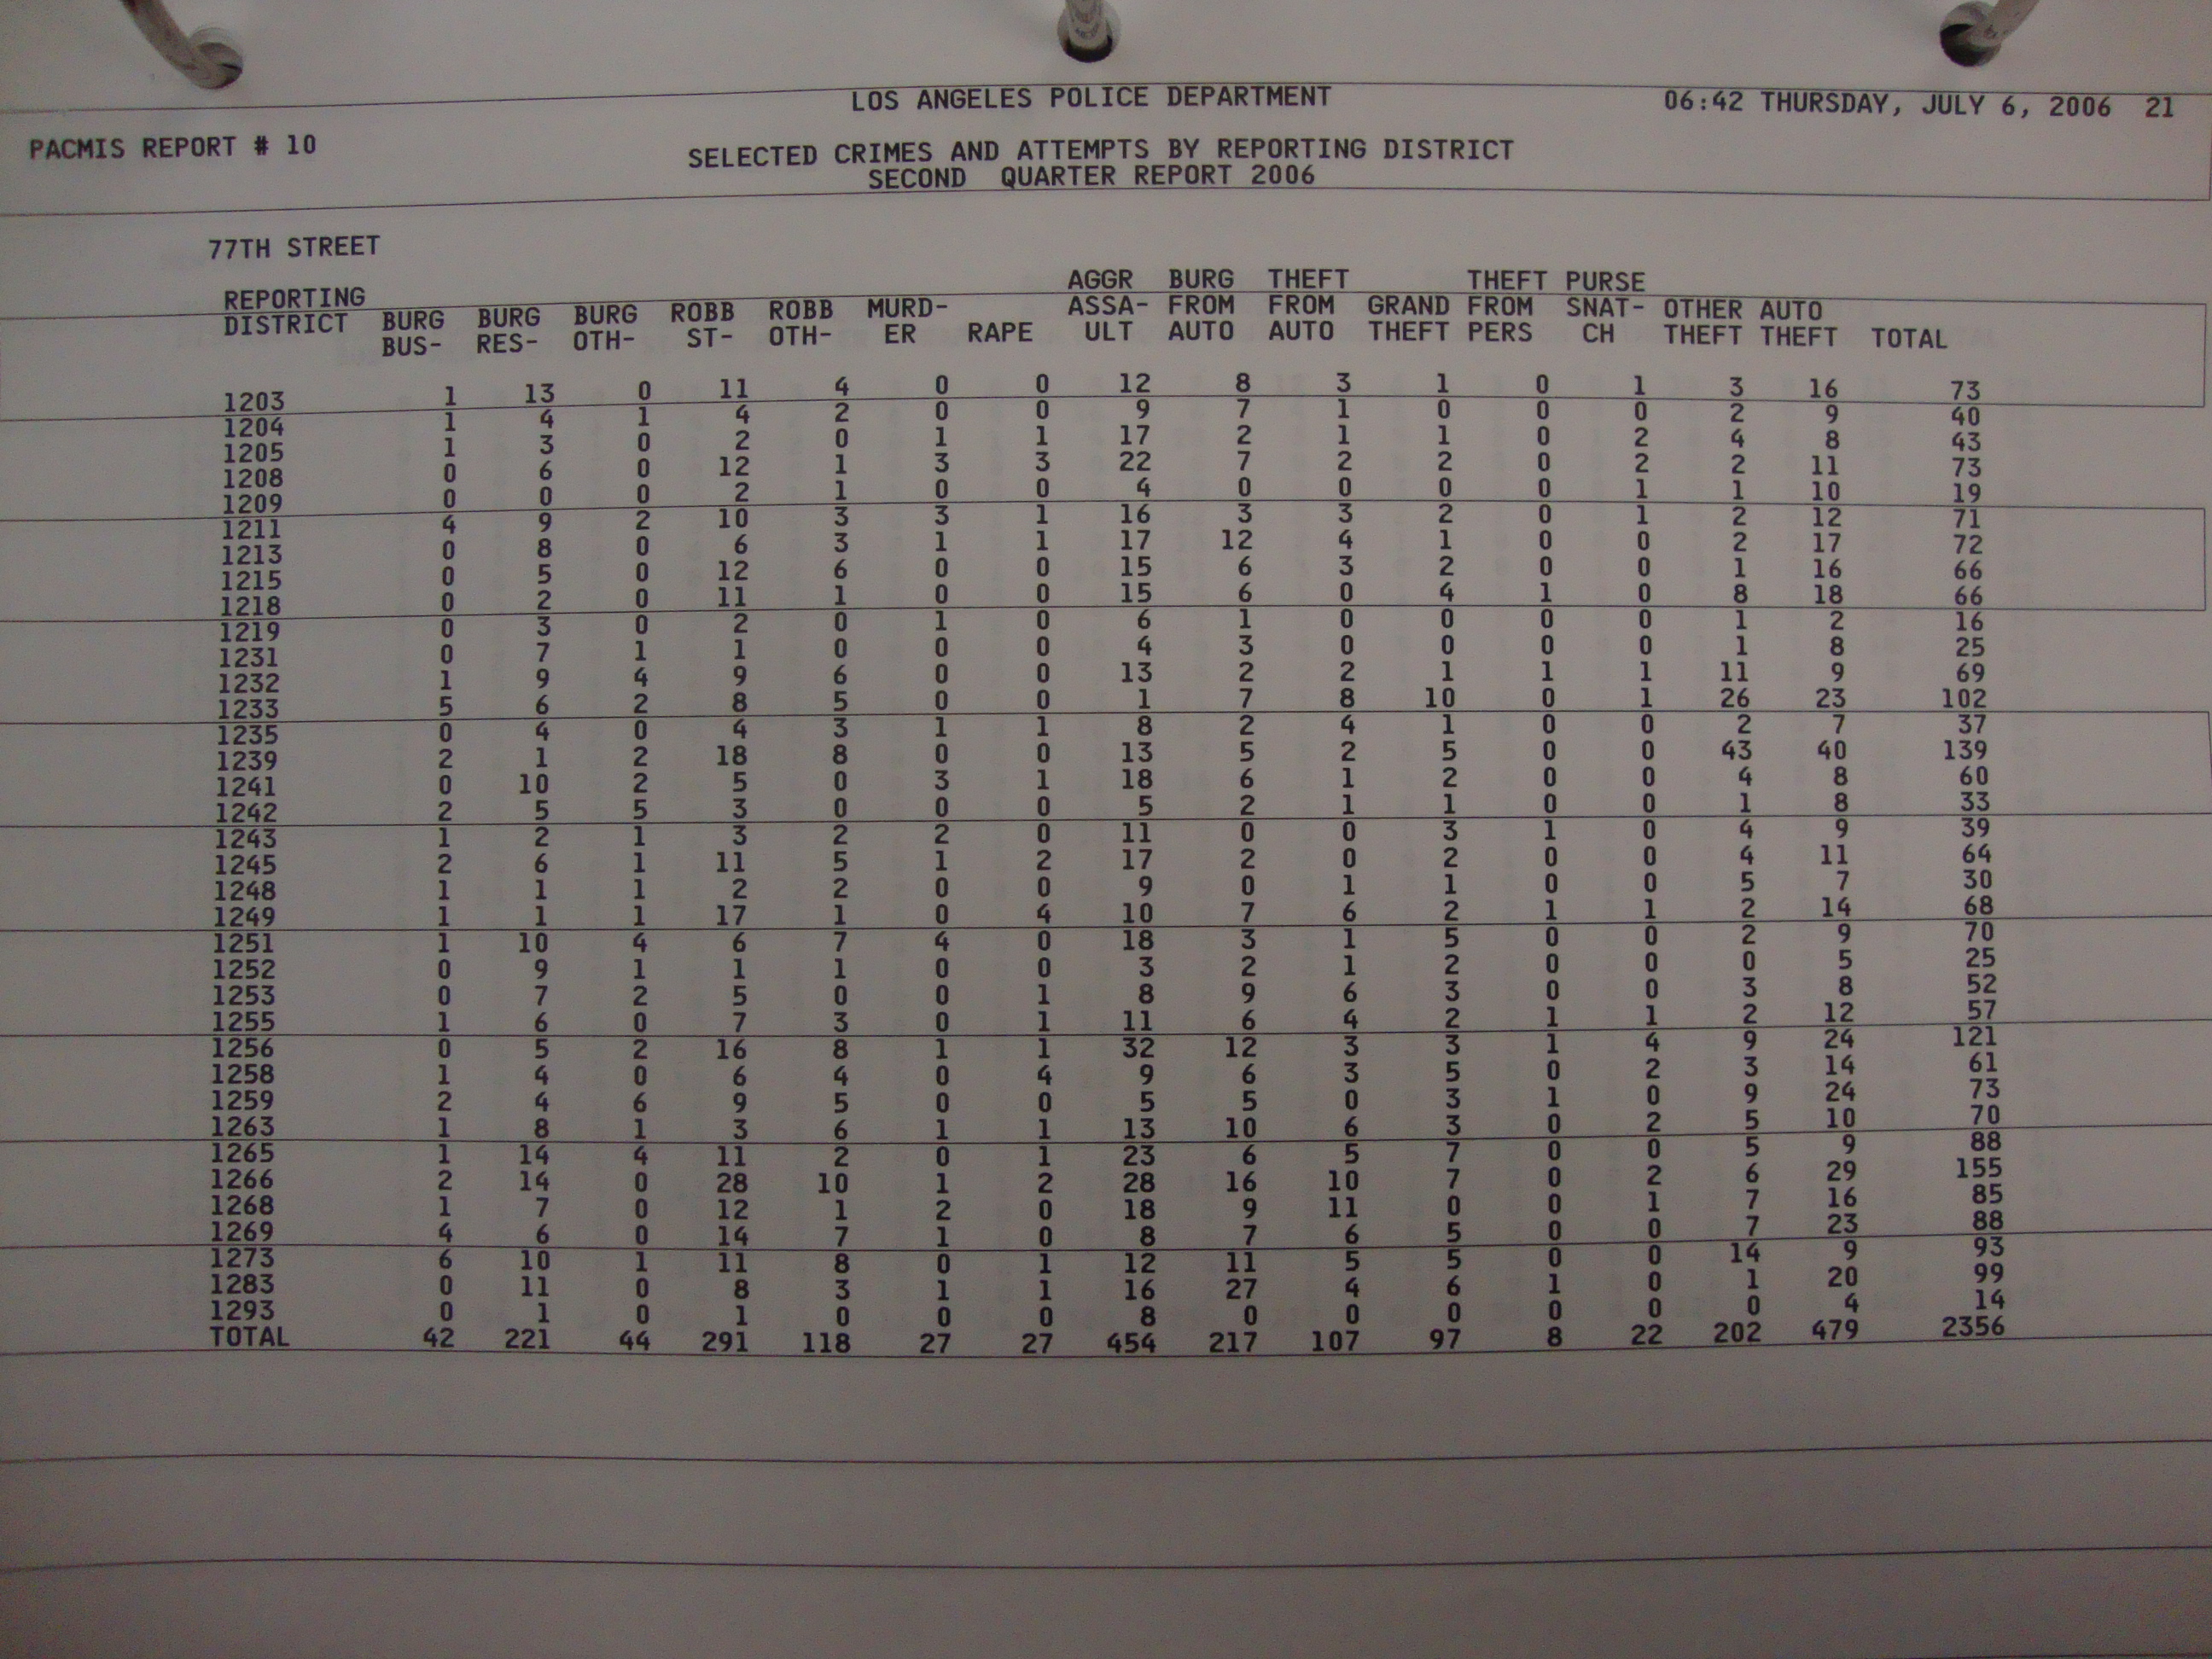 LOS ANGELES POLICE DEPARTMENT 06:42 THURSDAY, JULY 6, 2006 21
PACMIS REPORT # 10
SELECTED CRIMES AND ATTEMPTS BY REPORTING DISTRICT
SECOND QUARTER REPORT 2006
77TH STREET
AGGR BURG THEFT THEFT PURSE
REPORTING BURG BURG BURG ROBB ROBB MURD- ASSA- FROM FROM GRAND FROM SNAT- OTHER AUTO
DISTRICT BUS- RES- OTH- ST- OTH- ER RAPE ULT AUTO AUTO THEFT PERS CH THEFT THEFT TOTAL
1203 1 13 0 11 4 0 0 12 8 3 1 0 1 3 16 73
1204 1 4 1 4 2 0 0 9 7 1 0 0 0 2 9 40
1205 1 3 0 2 0 1 1 17 2 1 1 0 2 4 8 43
1208 0 6 0 12 1 3 3 22 7 2 2 0 2 2 11 73
1209 0 0 0 2 1 0 0 4 0 0 0 0 1 1 10 19
1211 4 9 2 10 3 3 1 16 3 3 2 0 1 2 12 71
1213 0 8 0 6 3 1 1 17 12 4 1 0 0 2 17 72
1215 0 5 0 12 6 0 0 15 6 3 2 0 0 1 16 66
1218 0 2 0 11 1 0 0 15 6 0 4 1 0 8 18 66
1219 0 3 0 2 0 1 0 6 1 0 0 0 0 1 2 16
1231 0 7 1 1 0 0 0 4 3 0 0 0 0 1 8 25
1232 1 9 4 9 6 0 0 13 2 2 1 1 1 11 9 69
1233 5 6 2 8 5 0 0 1 7 8 10 0 1 26 23 102
1235 0 4 0 4 3 1 1 8 2 4 1 0 0 2 7 37
1239 2 1 2 18 8 0 0 13 5 2 5 0 0 43 40 139
1241 0 10 2 5 0 3 1 18 6 1 2 0 0 4 8 60
1242 2 5 5 3 0 0 0 5 2 1 1 0 0 1 8 33
1243 1 2 1 3 2 2 0 11 0 0 3 1 0 4 9 39
1245 2 6 1 11 5 1 2 17 2 0 2 0 0 4 11 64
1248 1 1 1 2 2 0 0 9 0 1 1 0 0 5 7 30
1249 1 1 1 17 1 0 4 10 7 6 2 1 1 2 14 68
1251 1 10 4 6 7 4 0 18 3 1 5 0 0 2 9 70
1252 0 9 1 1 1 0 0 3 2 1 2 0 0 0 5 25
1253 0 7 2 5 0 0 1 8 9 6 3 0 0 3 8 52
1255 1 6 0 7 3 0 1 11 6 4 2 1 1 2 12 57
1256 0 5 2 16 8 1 1 32 12 3 3 1 4 9 24 121
1258 1 4 0 6 4 0 4 9 6 3 5 0 2 3 14 61
1259 2 4 6 9 5 0 0 5 5 0 3 1 0 9 24 73
1263 1 8 1 3 6 1 1 13 10 6 3 0 2 5 10 70
1265 1 14 4 11 2 0 1 23 6 5 7 0 0 5 9 88
1266 2 14 0 28 10 1 2 28 16 10 7 0 2 6 29 155
1268 1 7 0 12 1 2 0 18 9 11 0 0 1 7 16 85
1269 4 6 0 14 7 1 0 8 7 6 5 0 0 7 23 88
1273 6 10 1 11 8 0 1 12 11 5 5 0 0 14 9 93
1283 0 11 0 8 3 1 1 16 27 4 6 1 0 1 20 99
1293 0 1 0 1 0 0 0 8 0 0 0 0 0 0 4 14
TOTAL 42 221 44 291 118 27 27 454 217 107 97 8 22 202 479 2356